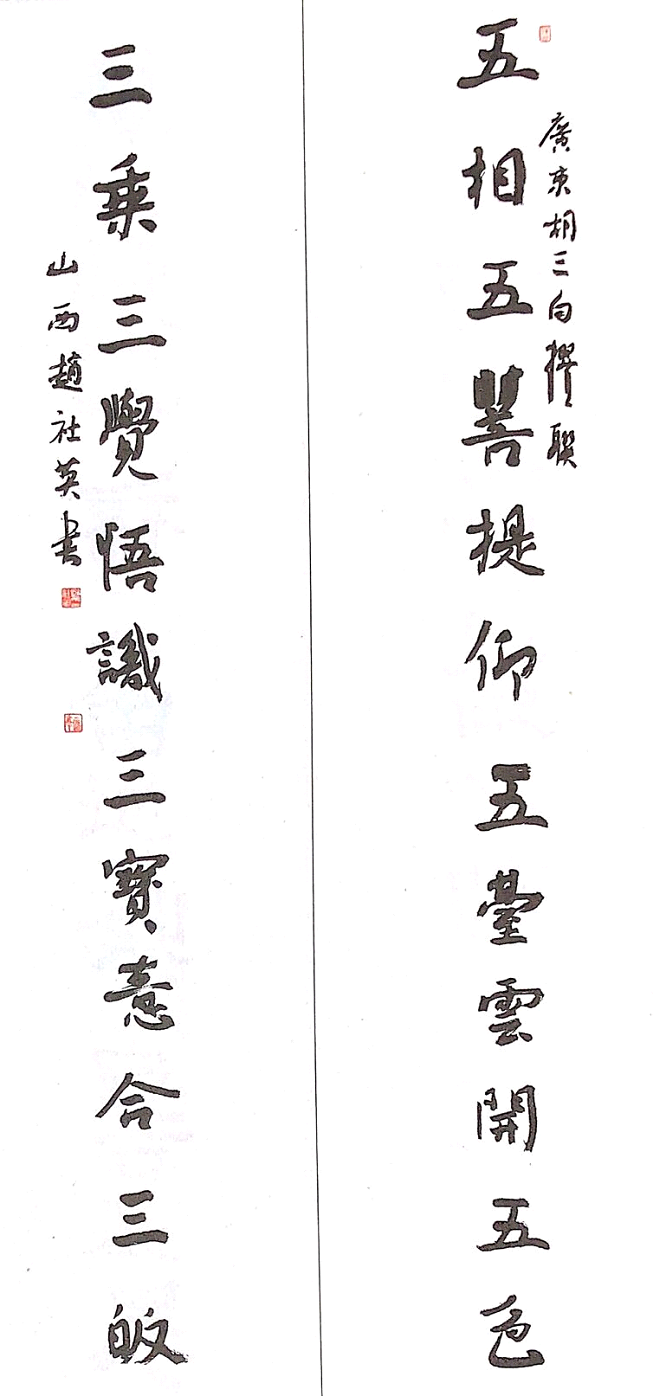 廣東胡三白撰聯
五相五菩提仰五臺雲開五色
三乘三覺悟識三寶意合三皈
山西趙社英書